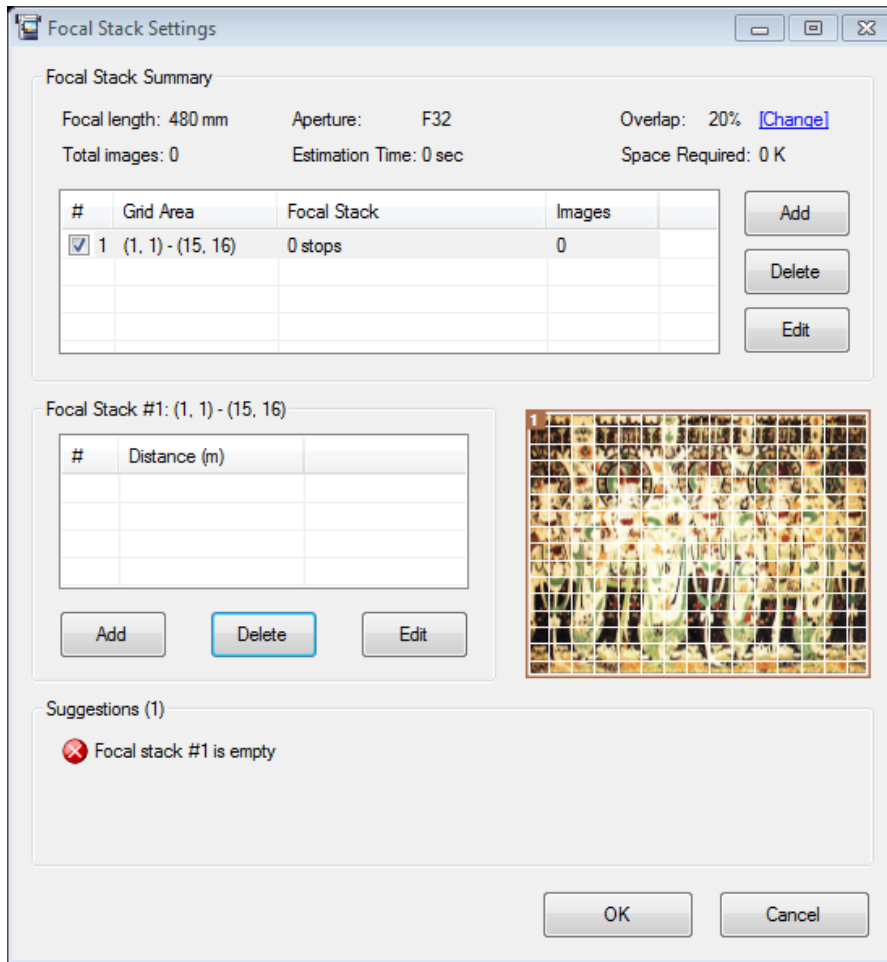 Focal Stack Settings
Focal Stack Summary
Focal length: 480 mm Aperture: F32 Overlap: 20% [Change]
Total images: 0 Estimation Time: 0 sec Space Required: 0 K
# Grid Area Focal Stack Images
1 (1, 1) - (15, 16) 0 stops 0
Add
Delete
Edit
Focal Stack #1: (1, 1) - (15, 16)
# Distance (m)
Add Delete Edit
1
Suggestions (1)
Focal stack #1 is empty
OK Cancel